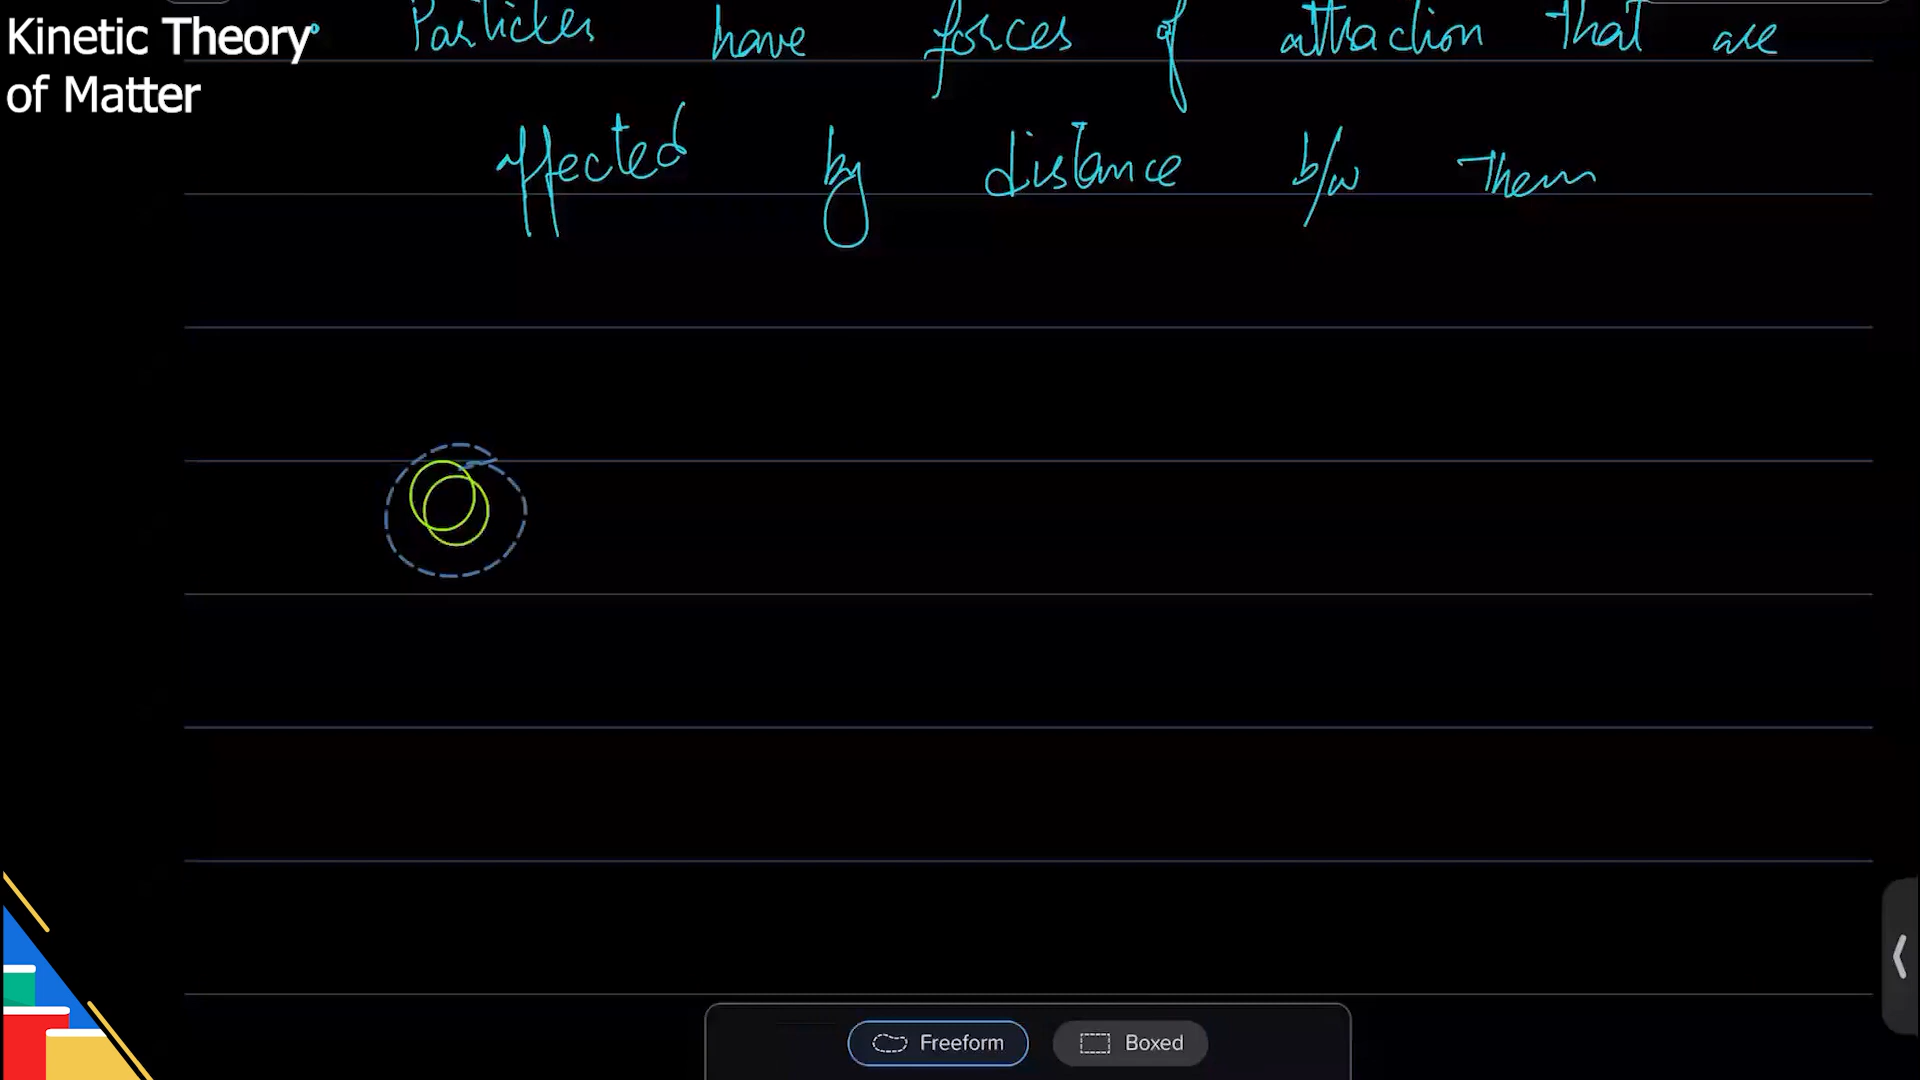 Kinetic Theory
of Matter
Particles have forces of attraction that are
affected by distance b/w them
Freeform
Boxed